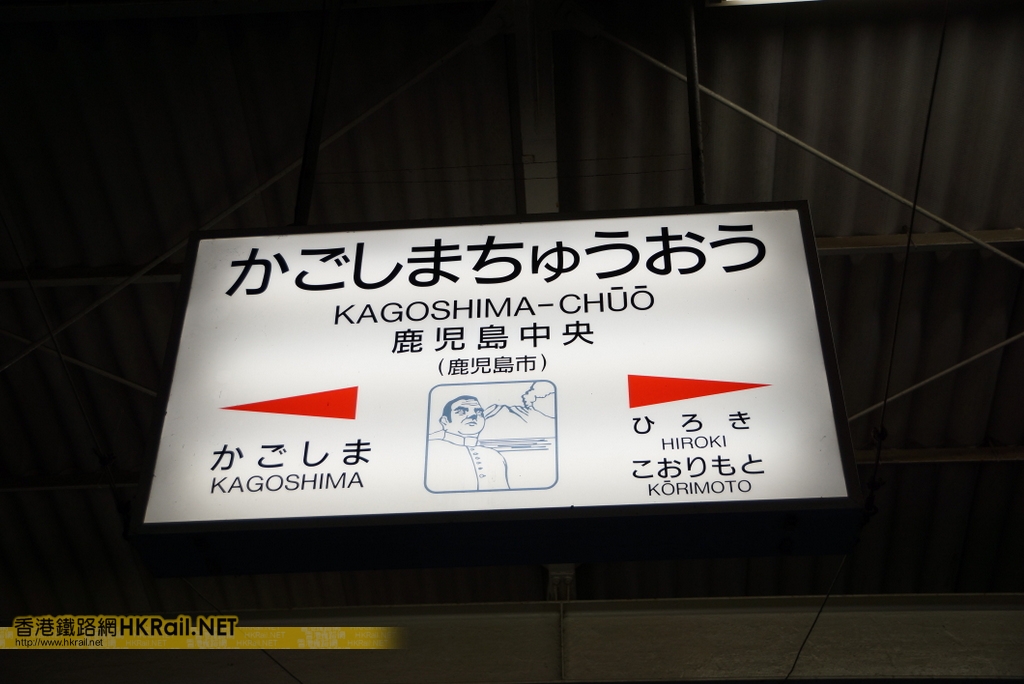 かごしまちゅうおう
KAGOSHIMA-CHŪŌ
鹿児島中央
(鹿児島市)
かごしま
KAGOSHIMA
ひろき
HIROKI
こおりもと
KŌRIMOTO
香港鐵路網HKRail.NET
http://www.hkrail.net